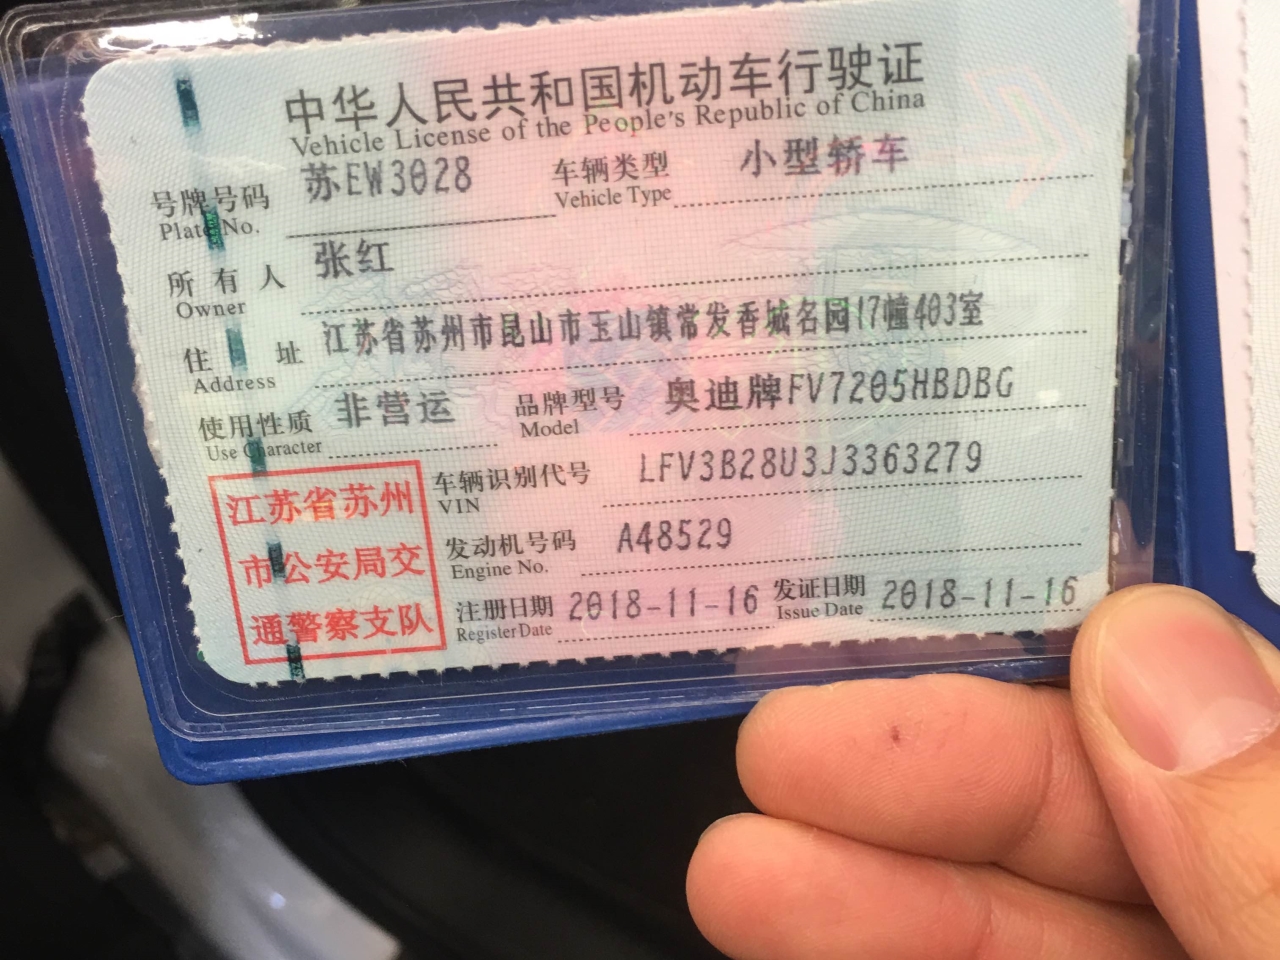 中华人民共和国机动车行驶证
Vehicle License of the People's Republic of China
号牌号码 苏EW3028 车辆类型 小型轿车
Plate No. Vehicle Type
所有人 张红
Owner
住址 江苏省苏州市昆山市玉山镇常发香城名园17幢403室
Address
使用性质 非营运 品牌型号 奥迪牌FV7205HBDBG
Use Character Model
江苏省苏州
市公安局交
通警察支队
车辆识别代号 LFV3B28U3J3363279
VIN
发动机号码 A48529
Engine No.
注册日期 2018-11-16 发证日期 2018-11-16
Register Date Issue Date